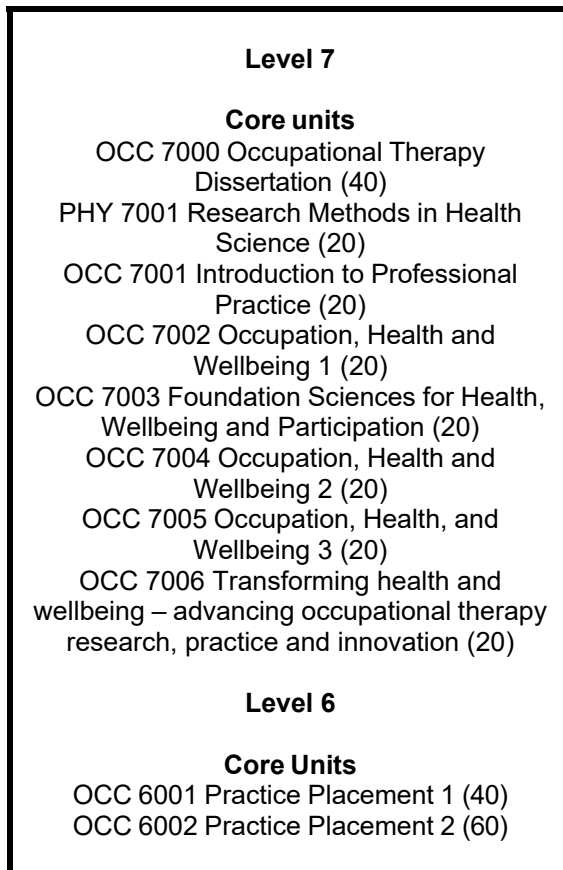 Level 7
Core units
OCC 7000 Occupational Therapy
Dissertation (40)
PHY 7001 Research Methods in Health
Science (20)
OCC 7001 Introduction to Professional
Practice (20)
OCC 7002 Occupation, Health and
Wellbeing 1 (20)
OCC 7003 Foundation Sciences for Health,
Wellbeing and Participation (20)
OCC 7004 Occupation, Health and
Wellbeing 2 (20)
OCC 7005 Occupation, Health, and
Wellbeing 3 (20)
OCC 7006 Transforming health and
wellbeing – advancing occupational therapy
research, practice and innovation (20)
Level 6
Core Units
OCC 6001 Practice Placement 1 (40)
OCC 6002 Practice Placement 2 (60)